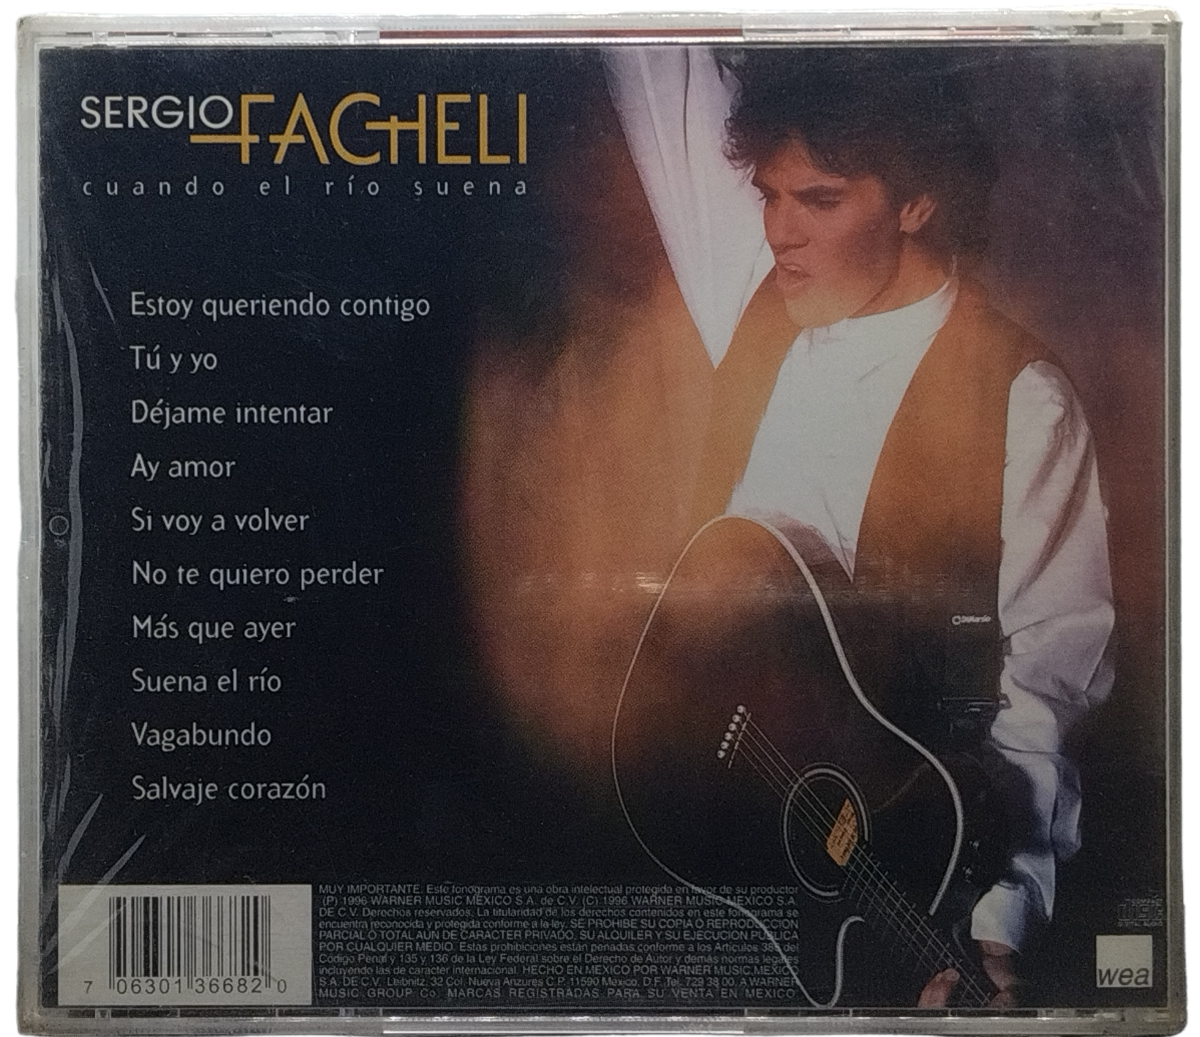 SERGIO FACHELI
cuando el río suena
Estoy queriendo contigo
Tú y yo
Déjame intentar
Ay amor
Si voy a volver
No te quiero perder
Más que ayer
Suena el río
Vagabundo
Salvaje corazón
MUY IMPORTANTE. Este fonograma es una obra intelectual protegida en favor de su productor
(P) 1996 WARNER MUSIC MEXICO S.A. de C.V. (C) 1996 WARNER MUSIC MEXICO S.A.
DE C.V. Derechos reservados. La titularidad de los derechos contenidos en este fonograma se
encuentra reconocida y protegida conforme a la ley. SE PROHIBE SU COPIA O REPRODUCCION
PARCIAL O TOTAL AUN DE CARACTER PRIVADO, SU ALQUILER Y SU EJECUCION PUBLICA
POR CUALQUIER MEDIO. Estas prohibiciones están penadas conforme a los Artículos 386 del
Código Penal y 135 y 136 de la Ley Federal sobre el Derecho de Autor y demás normas legales
incluyendo las de carácter internacional. HECHO EN MEXICO POR WARNER MUSIC MEXICO
S.A. DE C.V. Leibnitz, 32 Col. Nueva Anzures C.P. 11590 México, D.F. Tel. 729 38 00. A WARNER
MUSIC GROUP Co. MARCAS REGISTRADAS PARA SU VENTA EN MEXICO
7 06301 36682 0
DiMarzio
wea